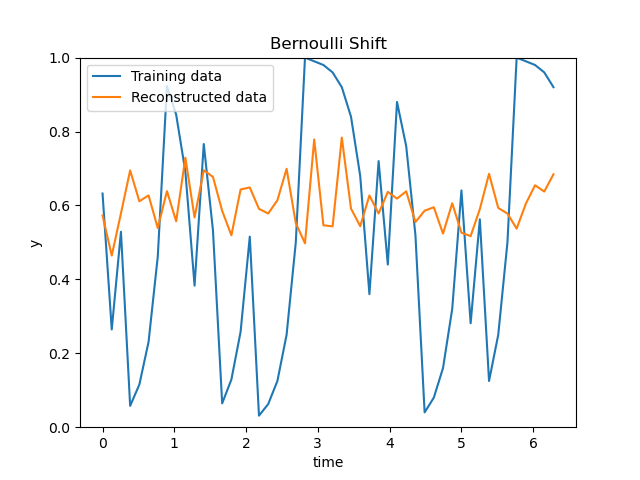 Bernoulli Shift
Training data
Reconstructed data
1.0
0.8
0.6
0.4
0.2
0.0
y
0 1 2 3 4 5 6
time